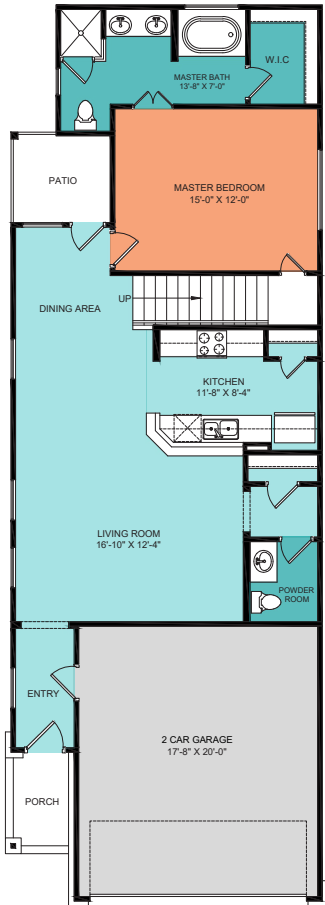 W.I.C
MASTER BATH
13'-8" X 7'-0"
PATIO
MASTER BEDROOM
15'-0" X 12'-0"
UP
DINING AREA
KITCHEN
11'-8" X 8'-4"
LIVING ROOM
16'-10" X 12'-4"
POWDER
ROOM
ENTRY
2 CAR GARAGE
17'-8" X 20'-0"
PORCH